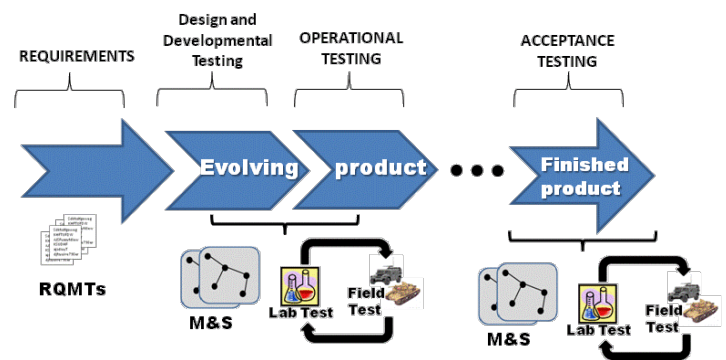 REQUIREMENTS
Design and
Developmental
Testing
OPERATIONAL
TESTING
ACCEPTANCE
TESTING
Evolving
product
Finished
product
RQMTs
M&S
Lab Test
Field
Test
M&S
Lab Test
Field
Test